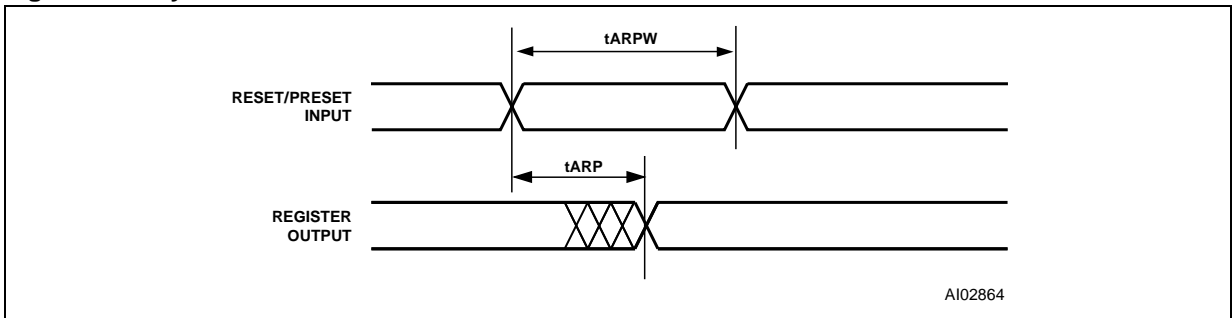 tARPW
RESET/PRESET
INPUT
tARP
REGISTER
OUTPUT
AI02864